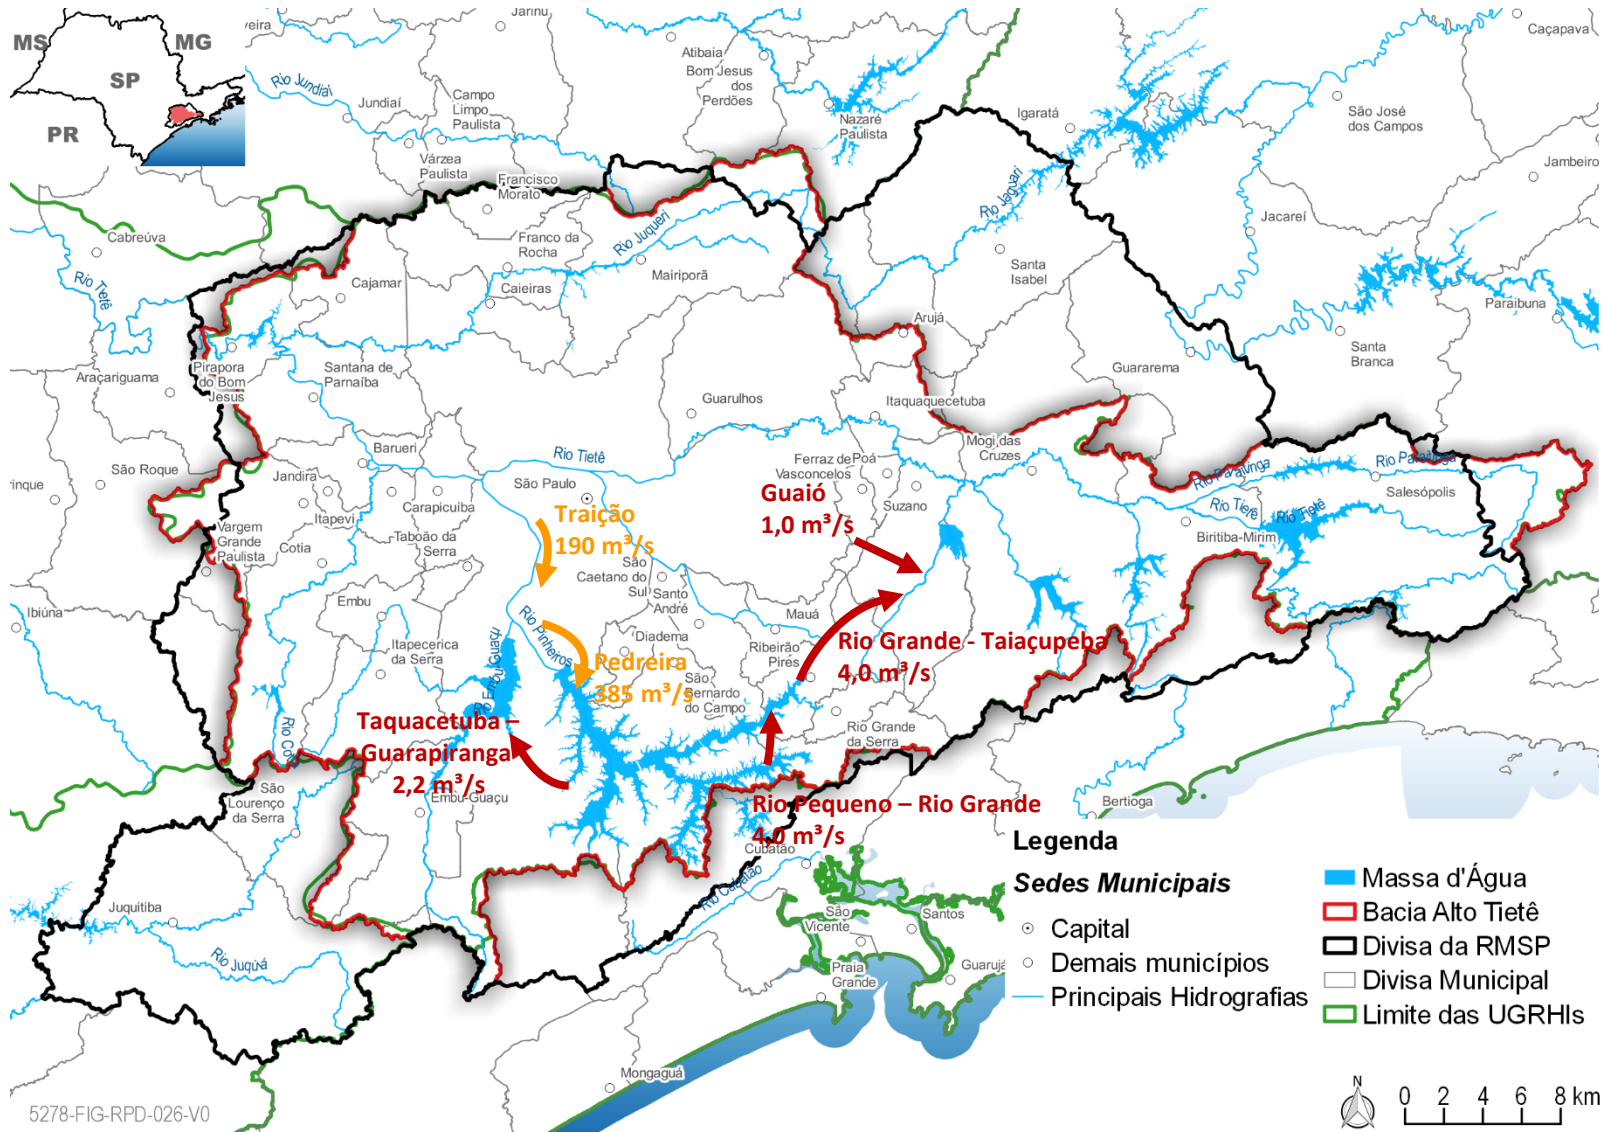 MS
MG
SP
PR
Jarinu
Atibaia
Bom Jesus
dos
Perdões
Rio Jundiaí
Jundiaí
Campo
Limpo
Paulista
Várzea
Paulista
Francisco
Morato
Nazaré
Paulista
Igaratá
Caçapava
São José
dos Campos
Jambeiro
Rio Jaguari
Jacareí
Cabreúva
Rio Tietê
Franco da
Rocha
Rio Juqueri
Mairiporã
Cajamar
Caieiras
Santa
Isabel
Paraibuna
Arujá
Santa
Branca
Pirapora
do Bom
Jesus
Santana de
Parnaíba
Araçariguama
Guararema
Guarulhos
Itaquaquecetuba
Mogi das
Cruzes
Barueri
Rio Tietê
São Roque
Jandira
São Paulo
Ferraz de
Vasconcelos
Poá
Suzano
Rio Paraitinga
Rio Paraitinga
Salesópolis
Rio Tietê
Rio Tietê
Biritiba-Mirim
Carapicuíba
Itapevi
Vargem
Grande
Paulista
Cotia
Taboão da
Serra
Traição
190 m³/s
Guaió
1,0 m³/s
São
Caetano do
Sul
Santo
André
Mauá
Ibiúna
Embu
Itapecerica
da Serra
Rio Pinheiros
Diadema
Ribeirão
Pires
Rio Grande - Taiaçupeba
4,0 m³/s
Pedreira
385 m³/s
São
Bernardo
do Campo
Taquacetuba –
Guarapiranga
2,2 m³/s
Rio Grande
da Serra
São
Lourenço
da Serra
Embu-Guaçu
Rio Pequeno – Rio Grande
4,0 m³/s
Bertioga
Cubatão
Rio Cubatão
Juquitiba
Rio Juquiá
São
Vicente
Santos
Praia
Grande
Guarujá
Mongaguá
Legenda
Sedes Municipais
Capital
Demais municípios
Principais Hidrografias
Massa d'Água
Bacia Alto Tietê
Divisa da RMSP
Divisa Municipal
Limite das UGRHIs
N
0 2 4 6 8 km
5278-FIG-RPD-026-V0